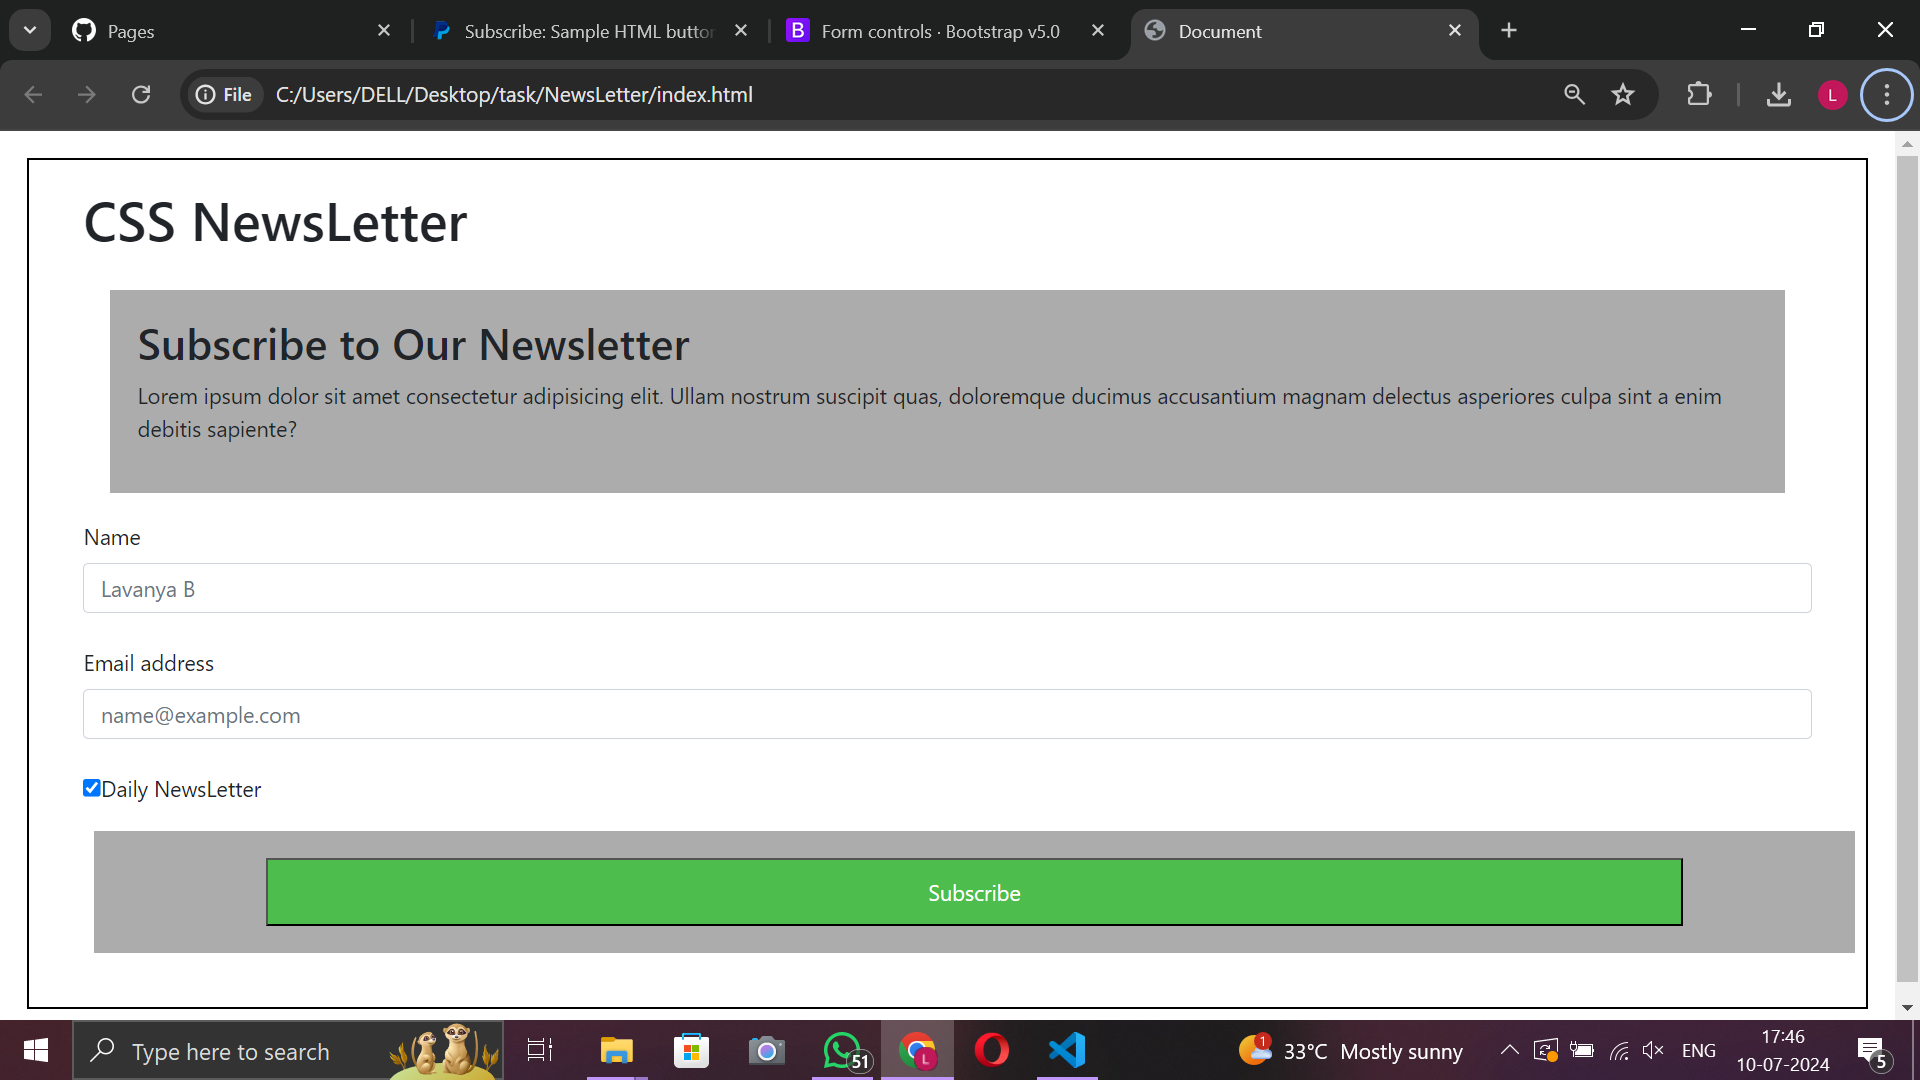 Pages
Subscribe: Sample HTML button
Form controls · Bootstrap v5.0
Document
File
C:/Users/DELL/Desktop/task/NewsLetter/index.html
L
CSS NewsLetter
Subscribe to Our Newsletter
Lorem ipsum dolor sit amet consectetur adipisicing elit. Ullam nostrum suscipit quas, doloremque ducimus accusantium magnam delectus asperiores culpa sint a enim
debitis sapiente?
Name
Lavanya B
Email address
name@example.com
Daily NewsLetter
Subscribe
Type here to search
51
L
1
33°C Mostly sunny
ENG
17:46
10-07-2024
5